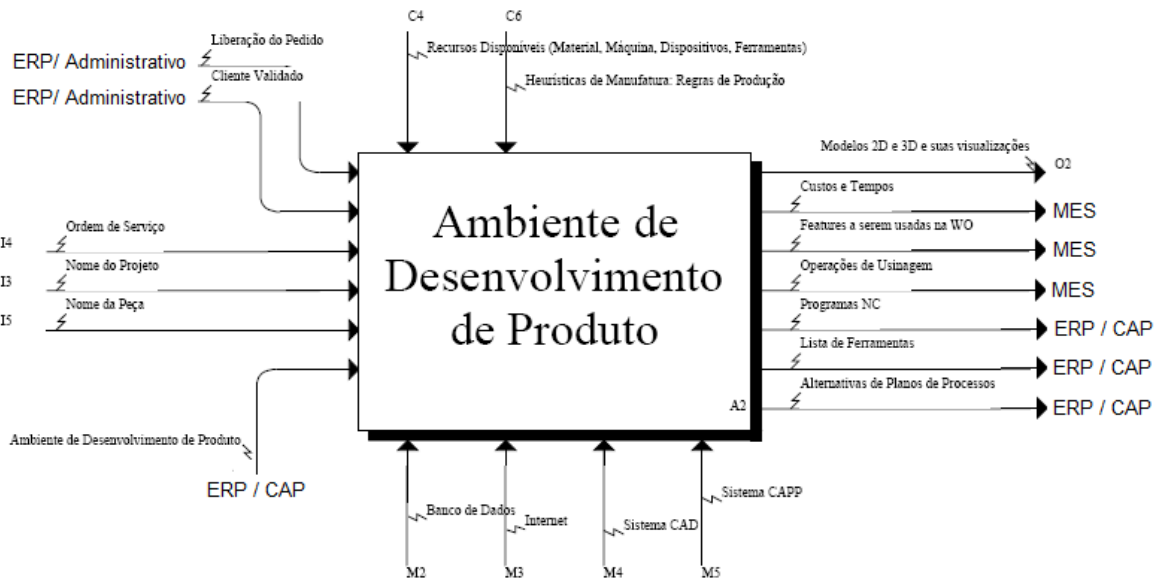 C4
C6
Liberação do Pedido
ERP/ Administrativo
Cliente Validado
ERP/ Administrativo
Recursos Disponíveis (Material, Máquina, Dispositivos, Ferramentas)
Heurísticas de Manufatura: Regras de Produção
Ordem de Serviço
I4
Nome do Projeto
I3
Nome da Peça
I5
Ambiente de Desenvolvimento de Produto
ERP / CAP
Ambiente de
Desenvolvimento
de Produto
A2
Modelos 2D e 3D e suas visualizações
O2
Custos e Tempos
MES
Features a serem usadas na WO
MES
Operações de Usinagem
MES
Programas NC
ERP / CAP
Lista de Ferramentas
ERP / CAP
Alternativas de Planos de Processos
ERP / CAP
Banco de Dados
Internet
Sistema CAD
Sistema CAPP
M2
M3
M4
M5